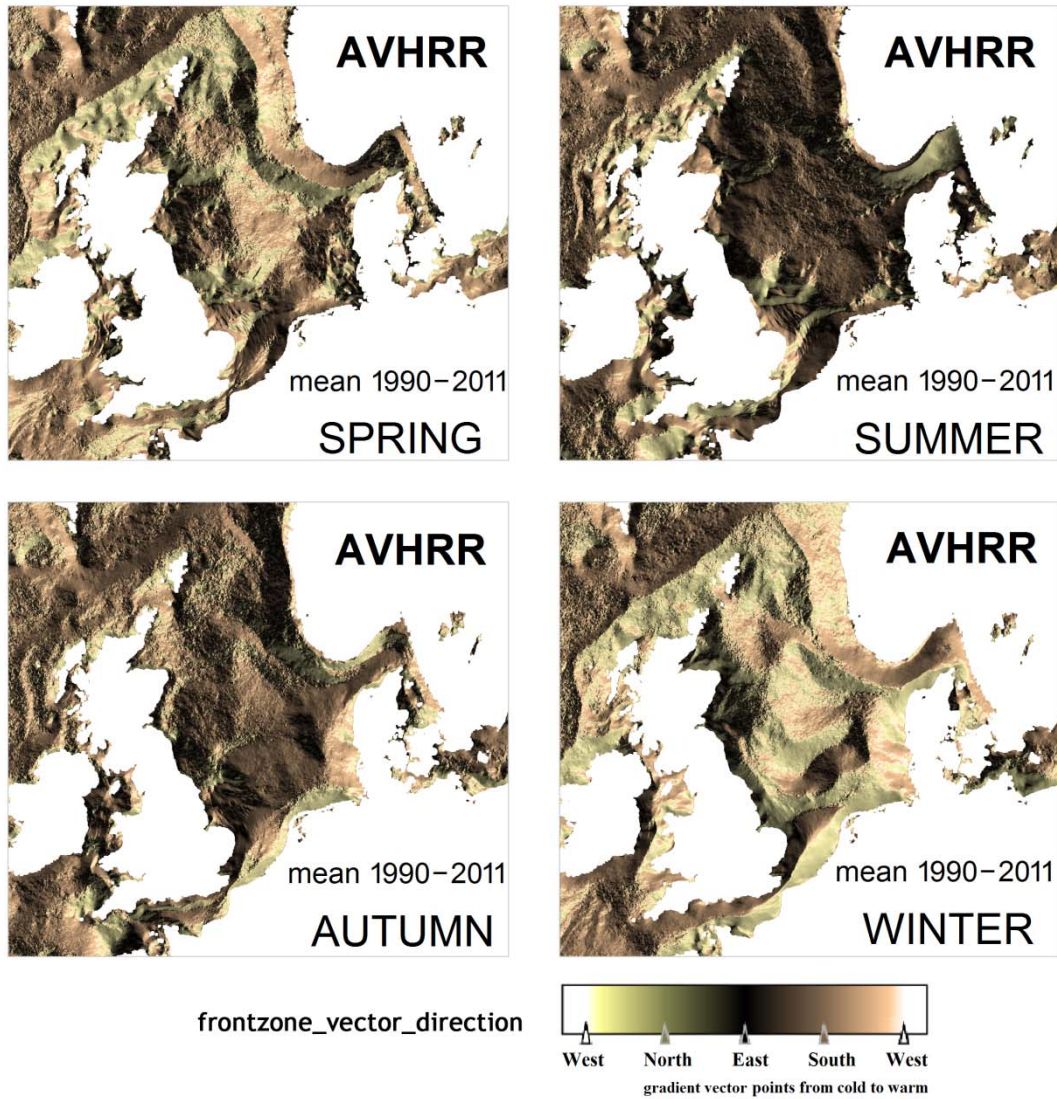 AVHRR
mean 1990–2011
SPRING
AVHRR
mean 1990–2011
SUMMER
AVHRR
mean 1990–2011
AUTUMN
AVHRR
mean 1990–2011
WINTER
frontzone_vector_direction
West North East South West
gradient vector points from cold to warm